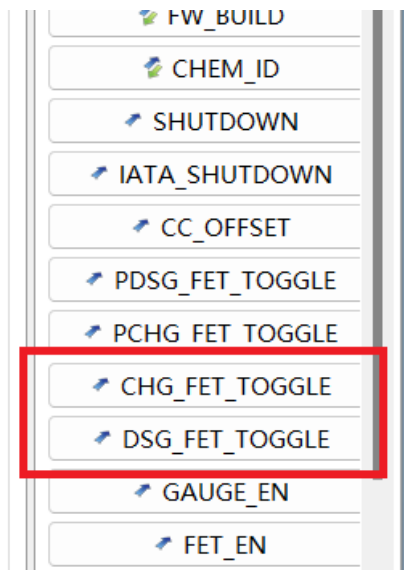 FW_BUILD
CHEM_ID
SHUTDOWN
IATA_SHUTDOWN
CC_OFFSET
PDSG_FET_TOGGLE
PCHG_FET_TOGGLE
CHG_FET_TOGGLE
DSG_FET_TOGGLE
GAUGE_EN
FET_EN